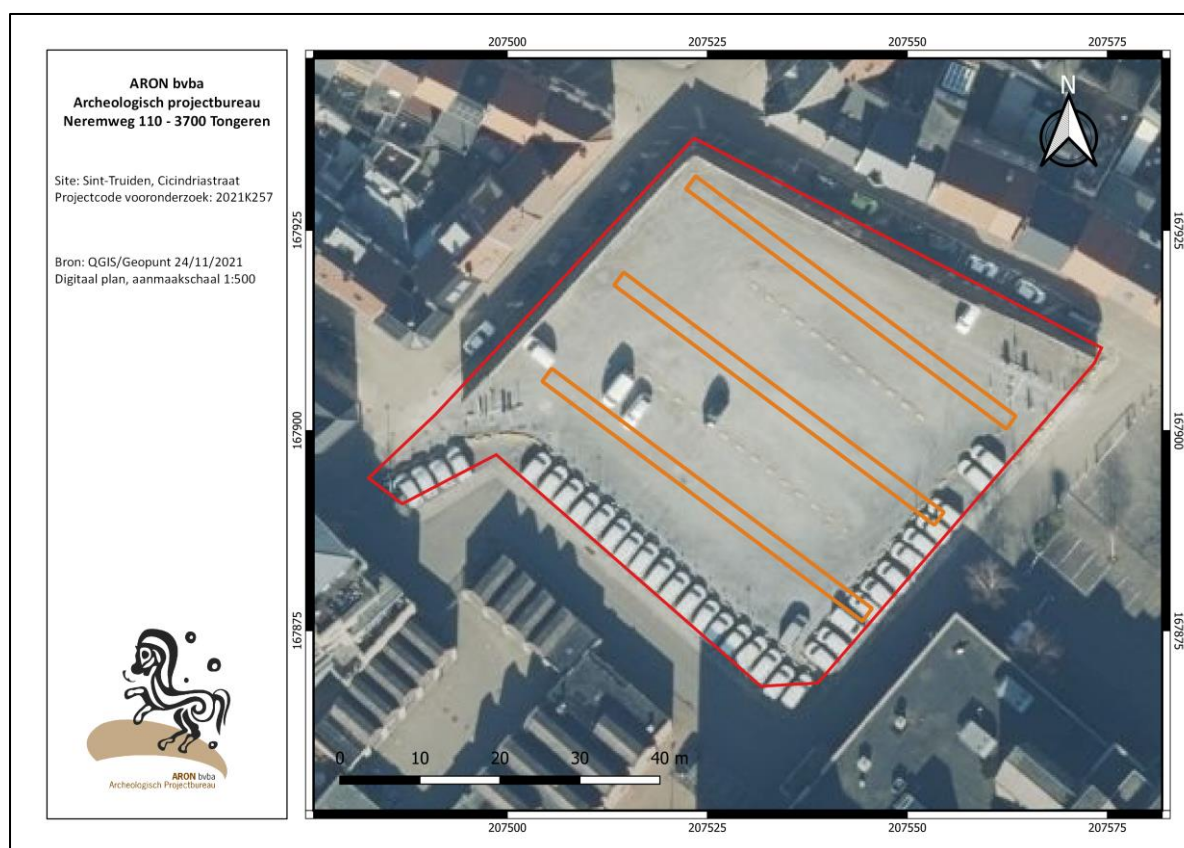 ARON bvba
Archeologisch projectbureau
Neremweg 110 - 3700 Tongeren
Site: Sint-Truiden, Cicindriastraat
Projectcode vooronderzoek: 2021K257
Bron: QGIS/Geopunt 24/11/2021
Digitaal plan, aanmaakschaal 1:500
ARON bvba
Archeologisch Projectbureau
207500 207525 207550 207575
N
167925 167925
167900 167900
167875 167875
0 10 20 30 40 m
207500 207525 207550 207575